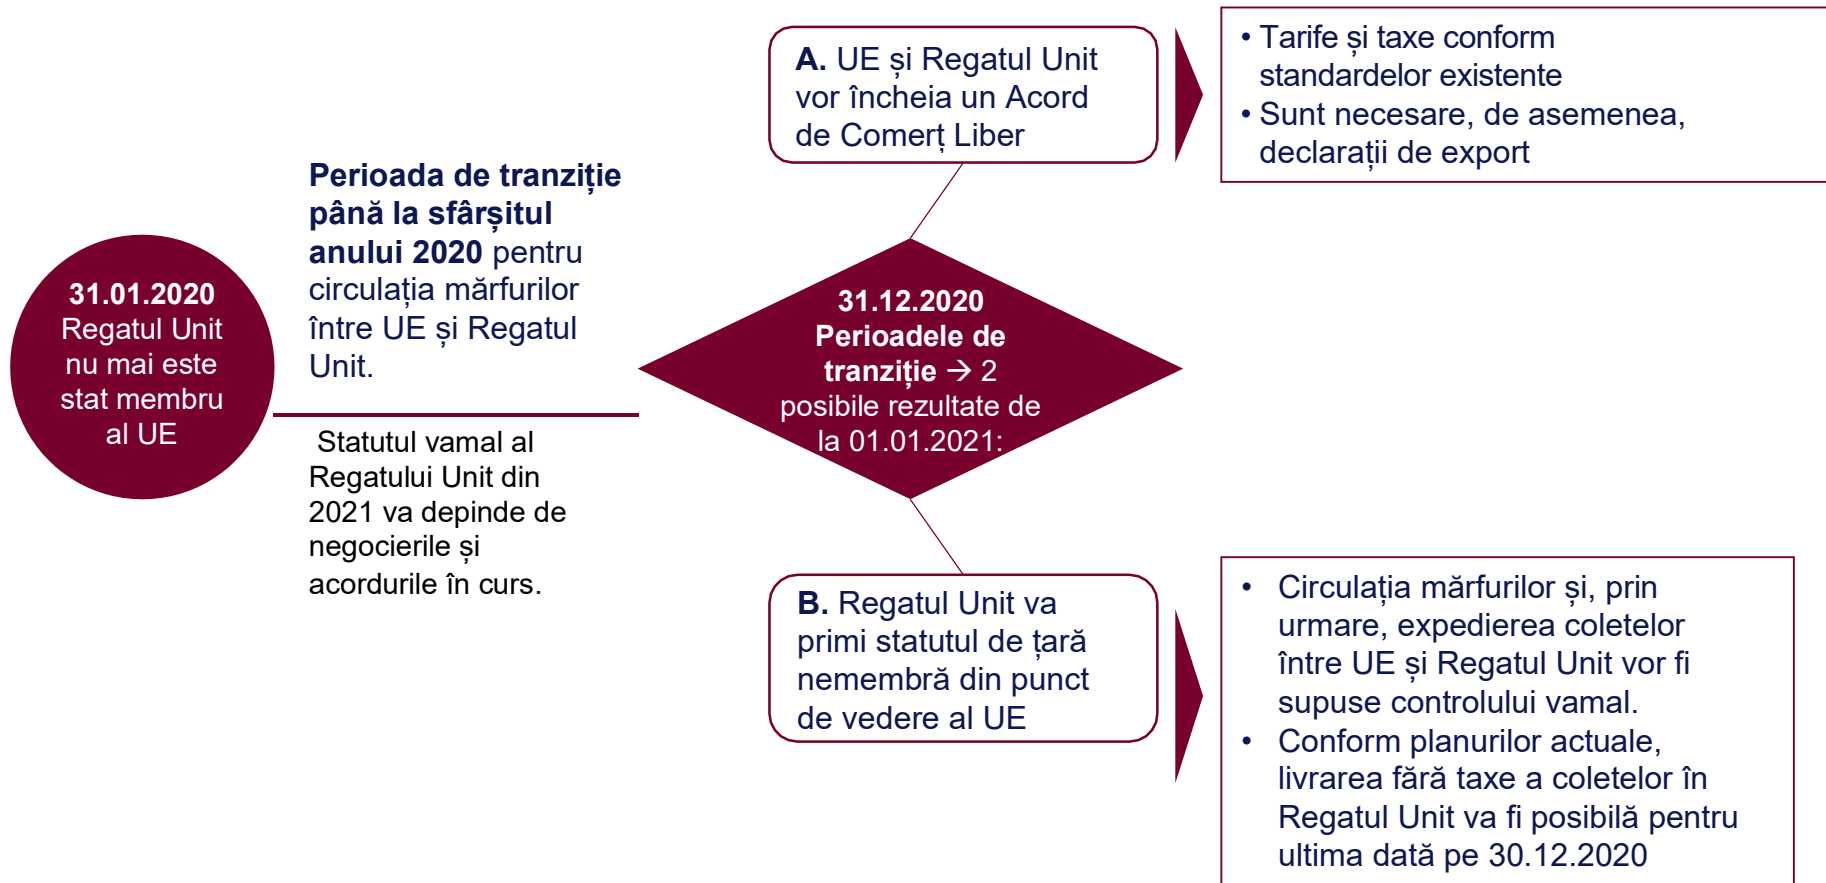 31.01.2020
Regatul Unit
nu mai este
stat membru
al UE
Perioada de tranziție
până la sfârșitul
anului 2020 pentru
circulația mărfurilor
între UE și Regatul
Unit.
Statutul vamal al
Regatului Unit din
2021 va depinde de
negocierile și
acordurile în curs.
31.12.2020
Perioadele de
tranziție → 2
posibile rezultate de
la 01.01.2021:
A. UE și Regatul Unit
vor încheia un Acord
de Comerț Liber
• Tarife și taxe conform
standardelor existente
• Sunt necesare, de asemenea,
declarații de export
B. Regatul Unit va
primi statutul de țară
nemembră din punct
de vedere al UE
• Circulația mărfurilor și, prin
urmare, expedierea coletelor
între UE și Regatul Unit vor fi
supuse controlului vamal.
• Conform planurilor actuale,
livrarea fără taxe a coletelor în
Regatul Unit va fi posibilă pentru
ultima dată pe 30.12.2020